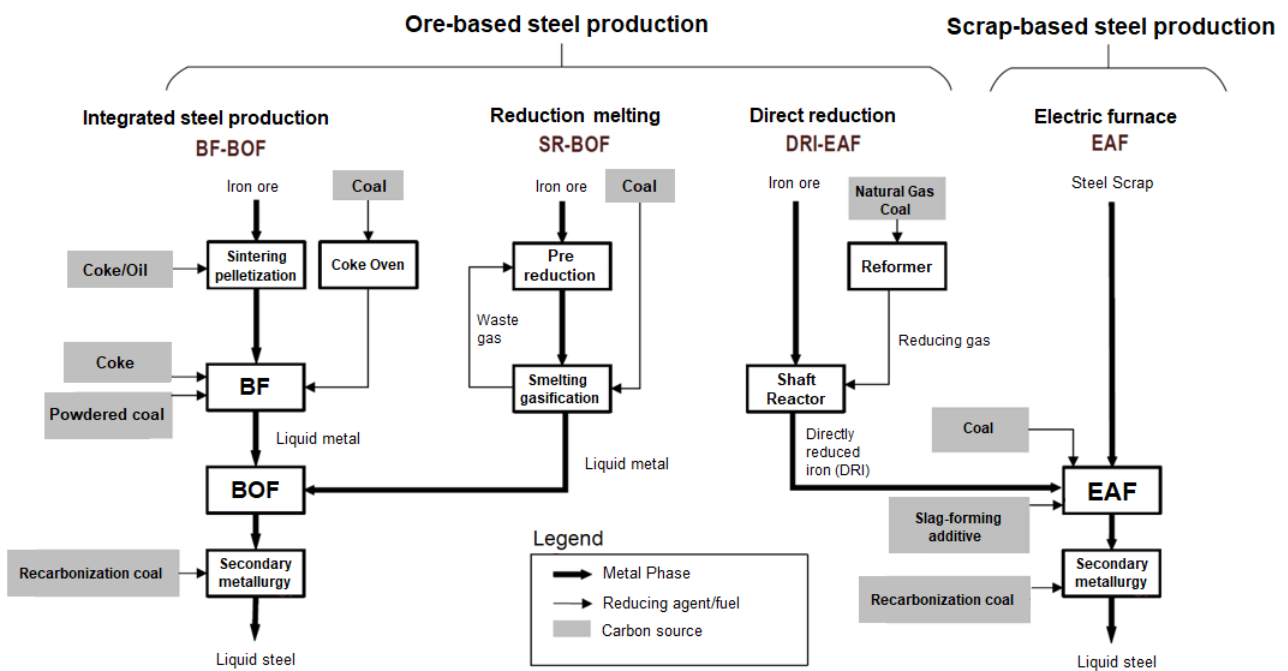 Ore-based steel production
Scrap-based steel production
Integrated steel production
BF-BOF
Reduction melting
SR-BOF
Direct reduction
DRI-EAF
Electric furnace
EAF
Iron ore
Coal
Iron ore
Coal
Iron ore
Natural Gas
Coal
Steel Scrap
Coke/Oil
Sintering
pelletization
Coke Oven
Pre
reduction
Reformer
Waste
gas
Reducing gas
Coke
Powdered coal
BF
Smelting
gasification
Shaft
Reactor
Liquid metal
Liquid metal
Directly
reduced
iron (DRI)
Coal
BOF
EAF
Slag-forming
additive
Recarbonization coal
Secondary
metallurgy
Recarbonization coal
Secondary
metallurgy
Liquid steel
Liquid steel
Legend
Metal Phase
Reducing agent/fuel
Carbon source